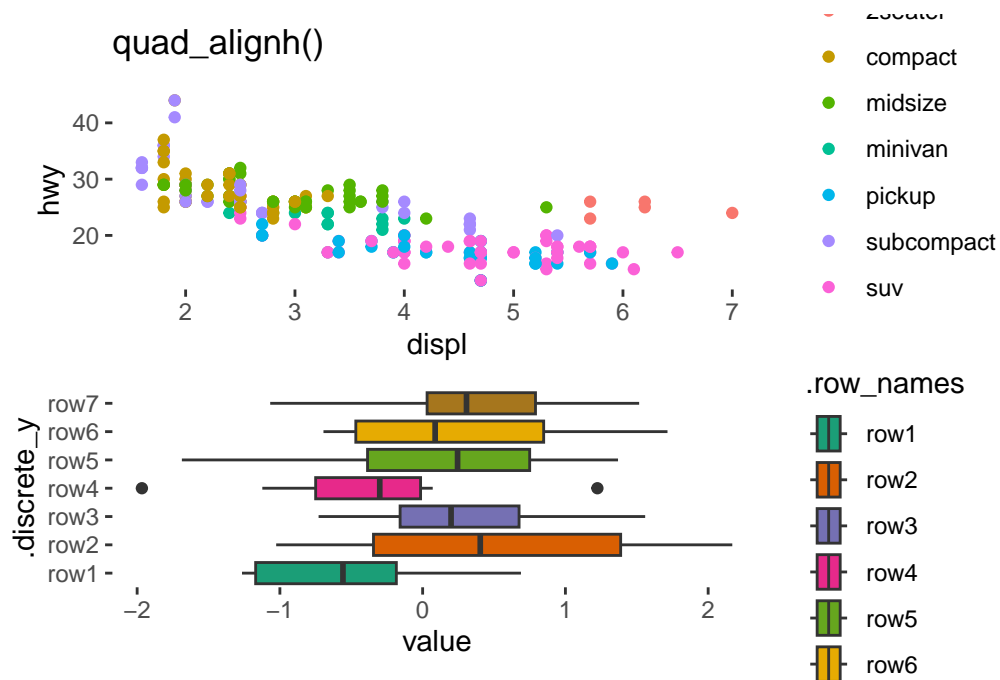 quad_alignh()
hwy
40
30
20
2 3 4 5 6 7
displ
compact
midsize
minivan
pickup
subcompact
suv
.discrete_y
row7
row6
row5
row4
row3
row2
row1
−2 −1 0 1 2
value
.row_names
row1
row2
row3
row4
row5
row6